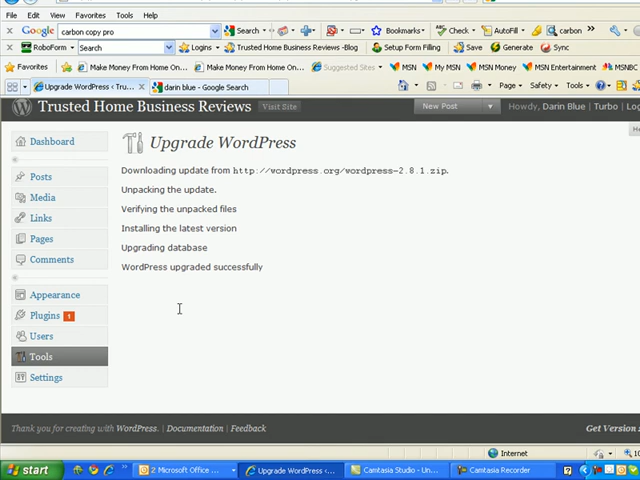 File Edit View Favorites Tools Help
Google carbon copy pro Search Bookmarks Check AutoFill carbon
RoboForm Search Logins Trusted Home Business Reviews -Blog Setup Form Filling Save Generate Sync
Favorites Make Money From Home On... Make Money From Home Onl... Suggested Sites MSN My MSN MSN Money MSN Entertainment MSNBC
Upgrade WordPress < Tru... darin blue - Google Search Page Safety Tools
Trusted Home Business Reviews Visit Site New Post Howdy, Darin Blue | Turbo | Log
Upgrade WordPress
He
Dashboard
Posts
Media
Links
Pages
Comments
Appearance
Plugins 1
Users
Tools
Settings
Downloading update from http://wordpress.org/wordpress-2.8.1.zip.
Unpacking the update.
Verifying the unpacked files
Installing the latest version
Upgrading database
WordPress upgraded successfully
Thank you for creating with WordPress. | Documentation | Feedback Get Version
Internet 10
start 2 Microsoft Office ... Upgrade WordPress <... Camtasia Studio - Un... Camtasia Recorder